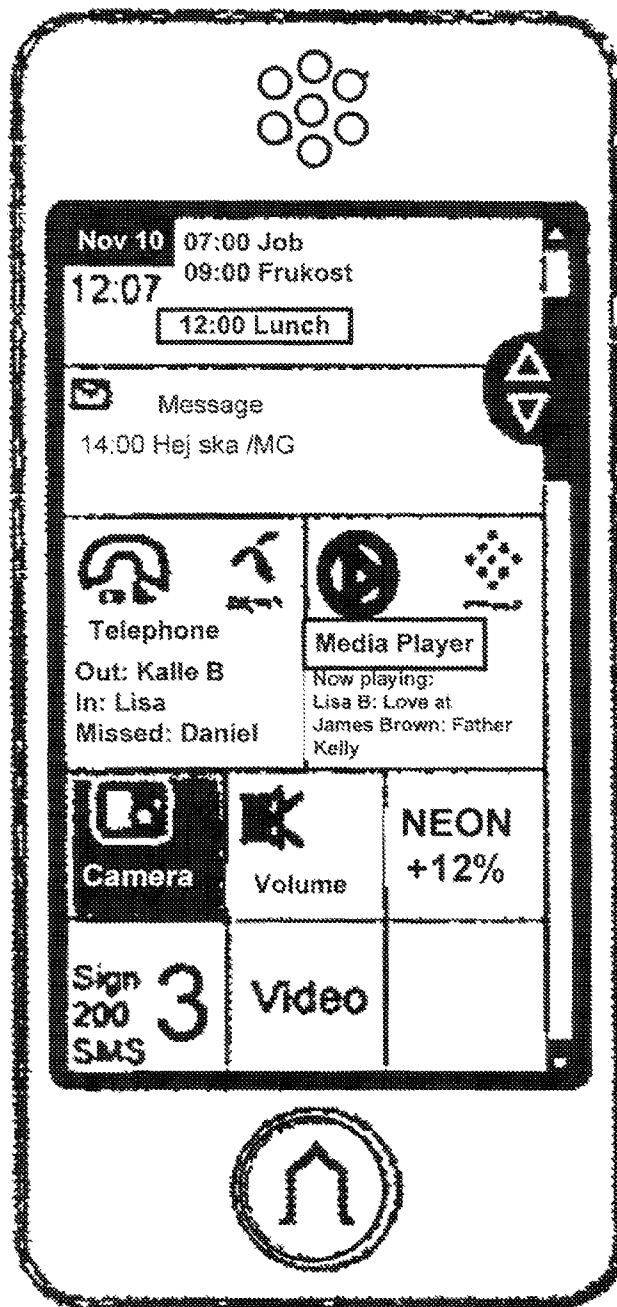 Nov 10
12:07
07:00 Job
09:00 Frukost
12:00 Lunch
Message
14:00 Hej ska /MG
Telephone
Out: Kalle B
In: Lisa
Missed: Daniel
Media Player
Now playing:
Lisa B: Love at
James Brown: Father
Kelly
Camera
Volume
NEON
+12%
Sign
200
SMS
3
Video